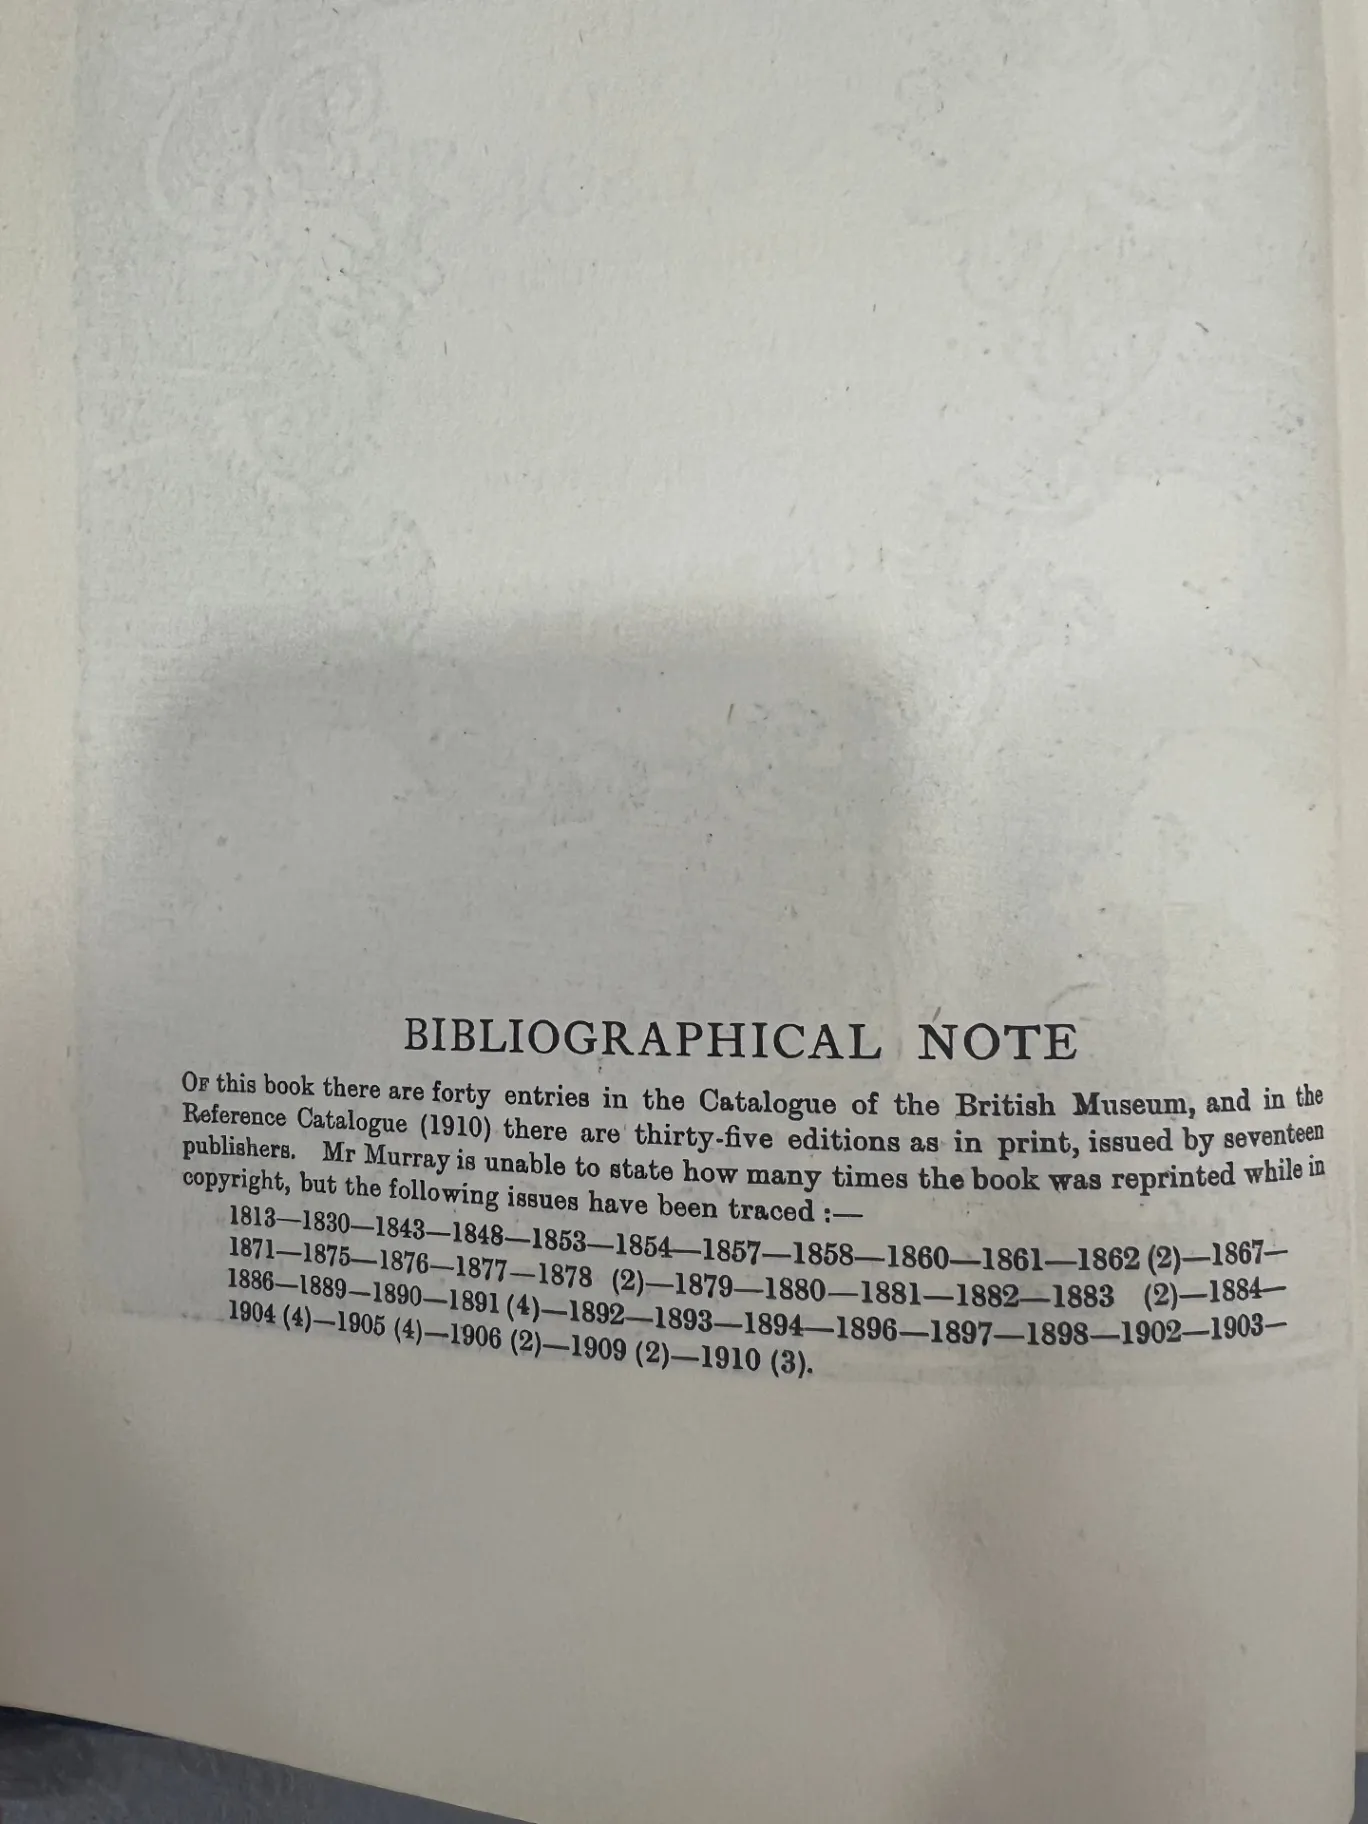 BIBLIOGRAPHICAL NOTE
OF this book there are forty entries in the Catalogue of the British Museum, and in the
Reference Catalogue (1910) there are thirty-five editions as in print, issued by seventeen
publishers. Mr Murray is unable to state how many times the book was reprinted while in
copyright, but the following issues have been traced :—
1813—1830—1843—1848—1853—1854—1857—1858—1860—1861—1862 (2)—1867—
1871—1875—1876—1877—1878 (2)—1879—1880—1881—1882—1883 (2)—1884—
1886—1889—1890—1891 (4)—1892—1893—1894—1896—1897—1898—1902—1903—
1904 (4)—1905 (4)—1906 (2)—1909 (2)—1910 (3).